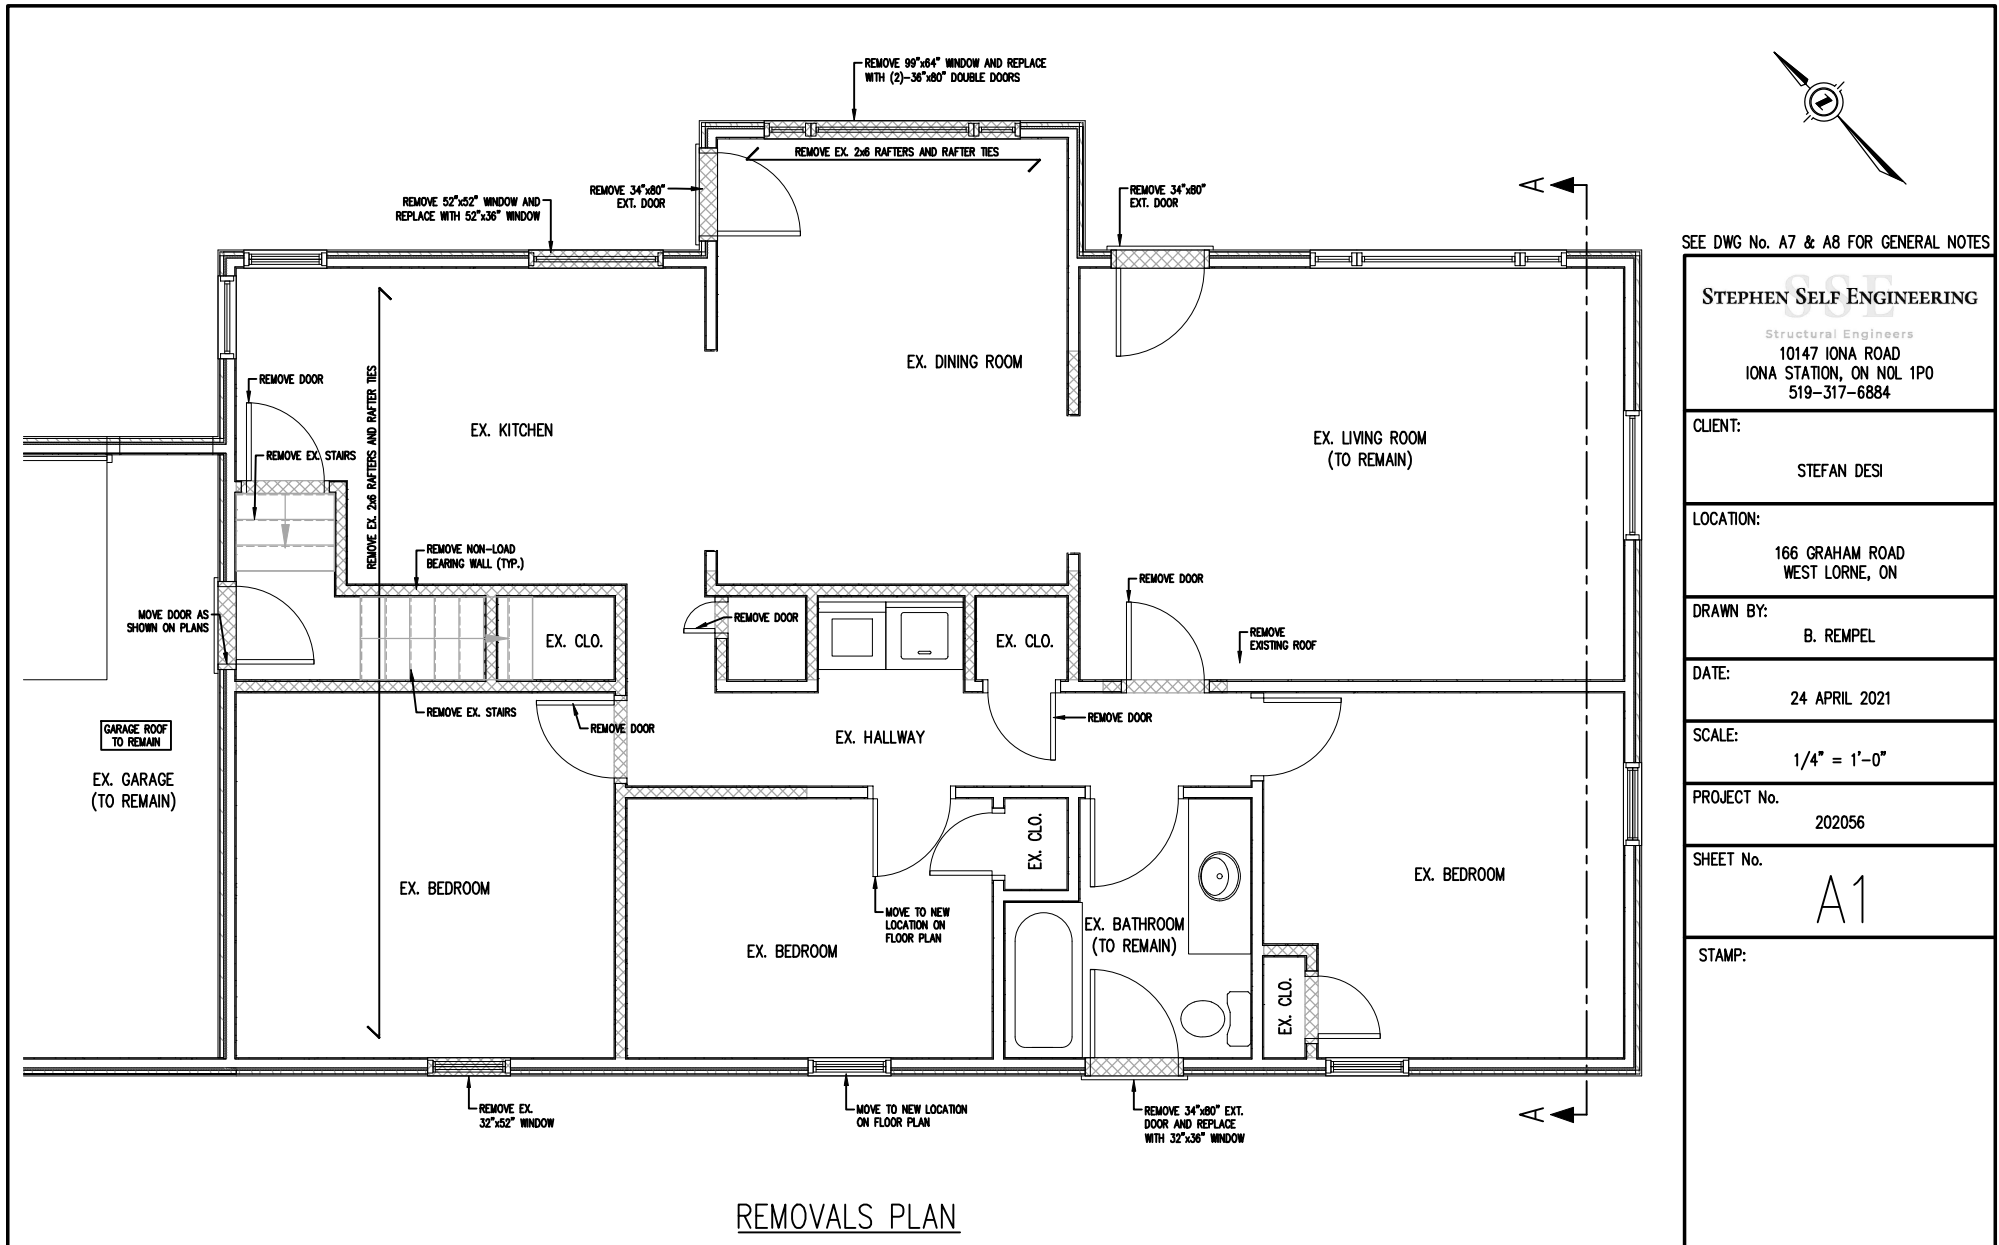 REMOVE 99"x64" WINDOW AND REPLACE
WITH (2)-36"x80" DOUBLE DOORS
REMOVE EX. 2x6 RAFTERS AND RAFTER TIES
REMOVE 34"x80"
EXT. DOOR
REMOVE 52"x52" WINDOW AND
REPLACE WITH 52"x36" WINDOW
REMOVE 34"x80"
EXT. DOOR
A
N
EX. DINING ROOM
REMOVE DOOR
REMOVE EX. 2x6 RAFTERS AND RAFTER TIES
EX. KITCHEN
EX. LIVING ROOM
(TO REMAIN)
REMOVE EX. STAIRS
REMOVE NON-LOAD
BEARING WALL (TYP.)
REMOVE DOOR
MOVE DOOR AS
SHOWN ON PLANS
REMOVE DOOR
EX. CLO.
EX. CLO.
REMOVE
EXISTING ROOF
REMOVE EX. STAIRS
REMOVE DOOR
REMOVE DOOR
GARAGE ROOF
TO REMAIN
EX. HALLWAY
EX. GARAGE
(TO REMAIN)
EX. CLO.
EX. BEDROOM
EX. BEDROOM
MOVE TO NEW
LOCATION ON
FLOOR PLAN
EX. BATHROOM
(TO REMAIN)
EX. BEDROOM
EX. CLO.
REMOVE EX.
32"x52" WINDOW
MOVE TO NEW LOCATION
ON FLOOR PLAN
REMOVE 34"x80" EXT.
DOOR AND REPLACE
WITH 32"x36" WINDOW
A
REMOVALS PLAN
SEE DWG No. A7 & A8 FOR GENERAL NOTES
SSE
STEPHEN SELF ENGINEERING
Structural Engineers
10147 IONA ROAD
IONA STATION, ON N0L 1P0
519-317-6884
CLIENT:
STEFAN DESI
LOCATION:
166 GRAHAM ROAD
WEST LORNE, ON
DRAWN BY:
B. REMPEL
DATE:
24 APRIL 2021
SCALE:
1/4" = 1'-0"
PROJECT No.
202056
SHEET No.
A1
STAMP: